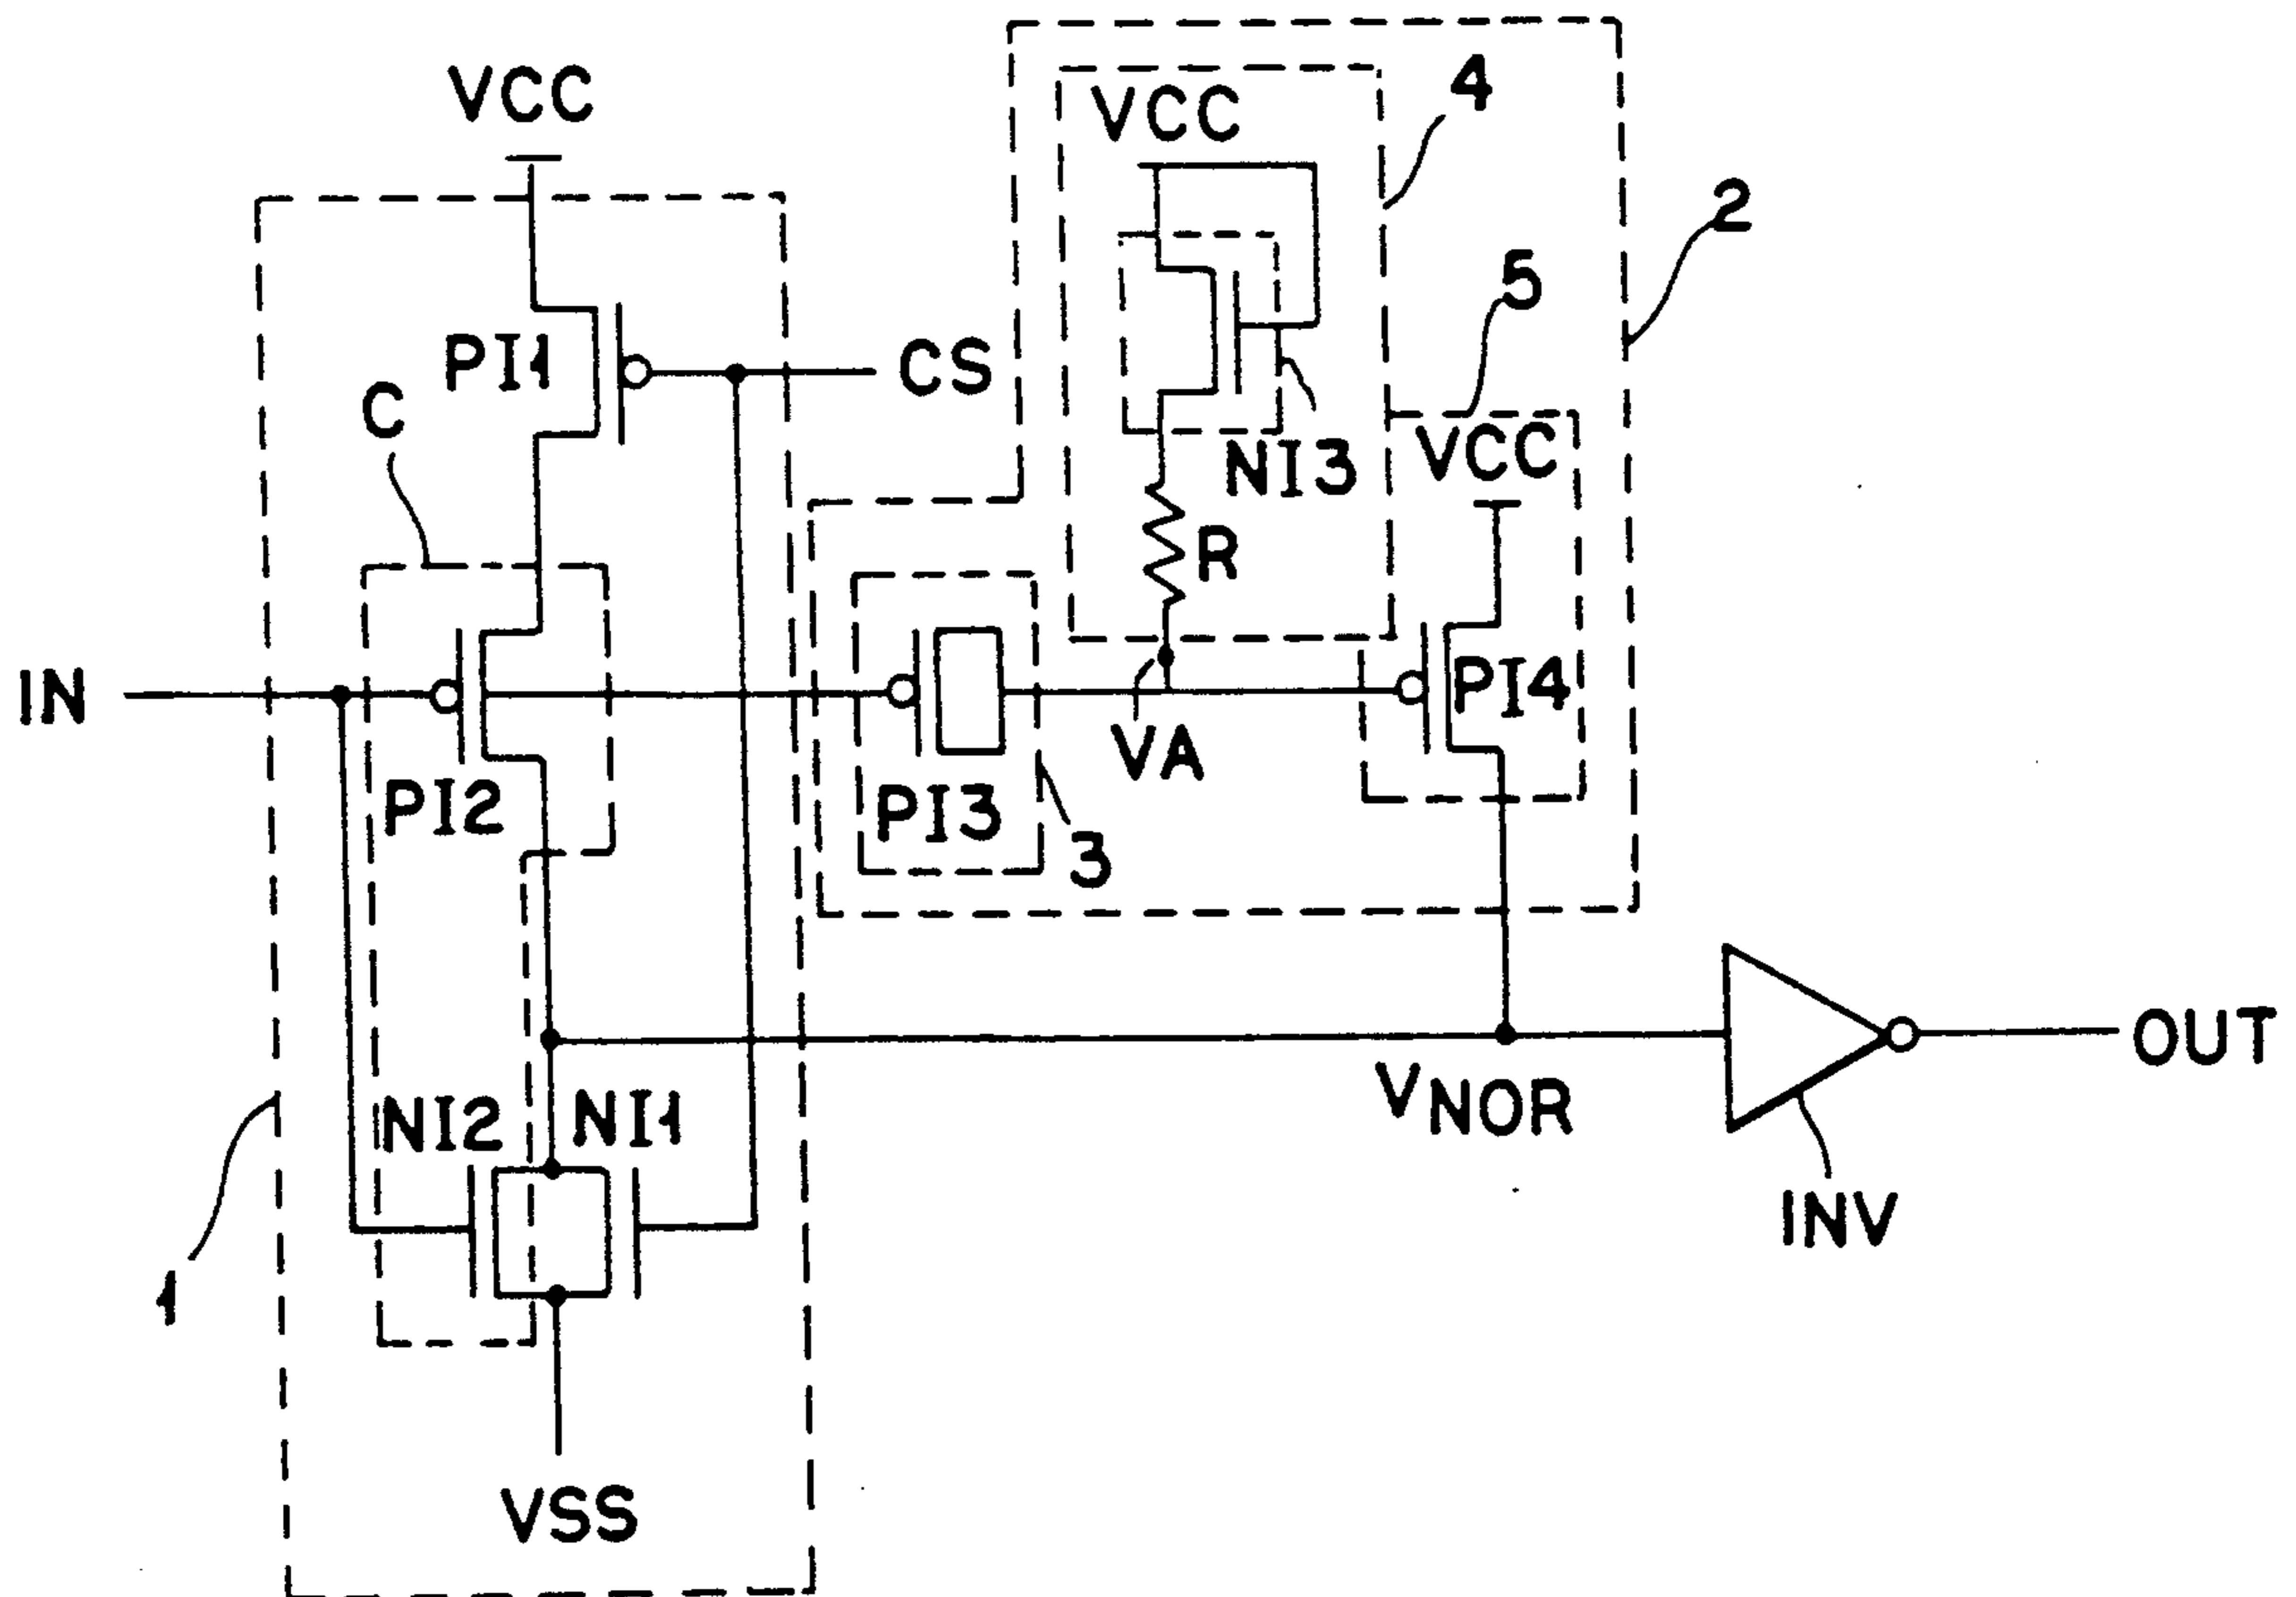 VCC
VCC
4
2
5
PI1
CS
C
VCC
NI3
R
IN
PI4
VA
PI2
PI3
3
OUT
VNOR
NI2
NI1
INV
1
VSS